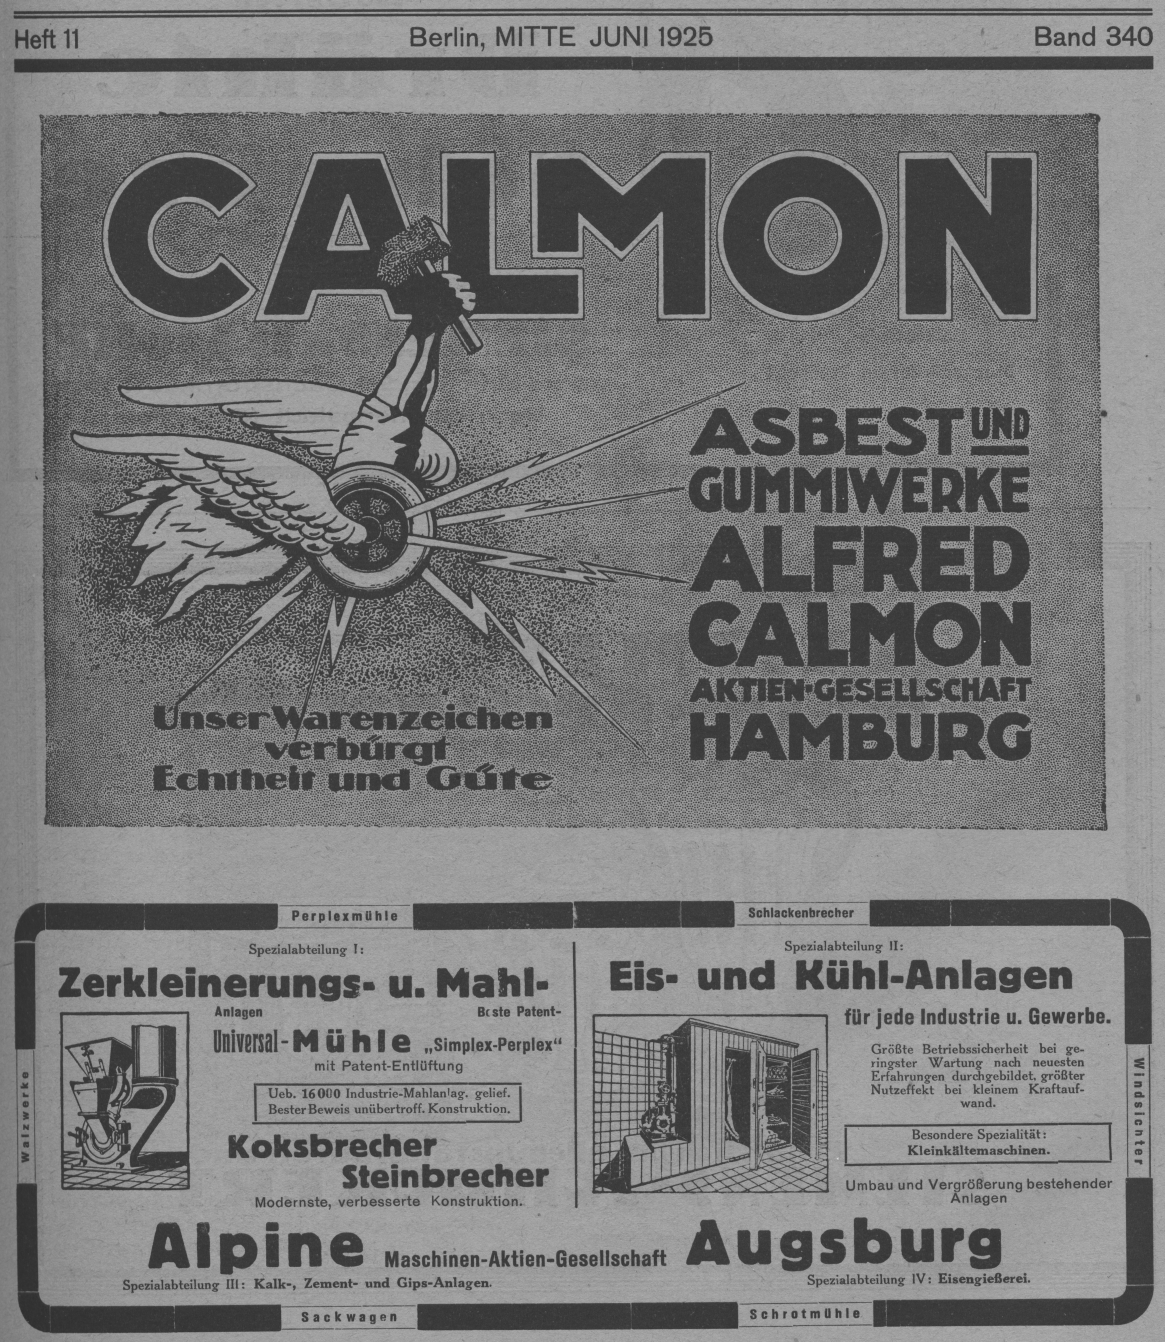 Heft 11
Berlin, MITTE JUNI 1925
Band 340
CALMON
ASBEST UND
GUMMIWERKE
ALFRED
CALMON
AKTIEN-GESELLSCHAFT
HAMBURG
Unser Warenzeichen
verbürgt
Echtheit und Güte
Perplexmühle
Schlackenbrecher
Walzwerke
Spezialabteilung I:
Zerkleinerungs- u. Mahl-
Anlagen
Beste Patent-
Universal-Mühle „Simplex-Perplex“
mit Patent-Entlüftung
Ueb. 16000 Industrie-Mahlanlag. gelief.
Bester Beweis unübertroff. Konstruktion.
Koksbrecher
Steinbrecher
Modernste, verbesserte Konstruktion.
Spezialabteilung II:
Eis- und Kühl-Anlagen
für jede Industrie u. Gewerbe.
Größte Betriebssicherheit bei ge-
ringster Wartung nach neuesten
Erfahrungen durchgebildet. größter
Nutzeffekt bei kleinem Kraftauf-
wand.
Besondere Spezialität:
Kleinkältemaschinen.
Umbau und Vergrößerung bestehender
Anlagen
Windsichter
Alpine Maschinen-Aktien-Gesellschaft Augsburg
Spezialabteilung III: Kalk-, Zement- und Gips-Anlagen.
Spezialabteilung IV: Eisengießerei.
Sackwagen
Schrotmühle